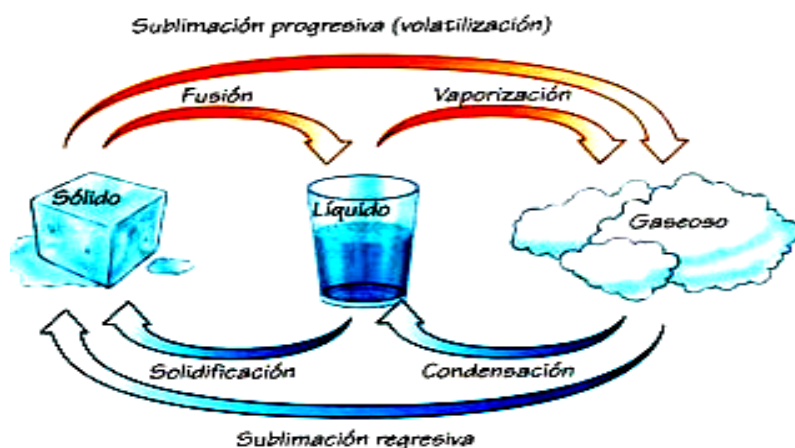 Sublimación progresiva (volatilización)
Fusión
Vaporización
Sólido
Líquido
Gaseoso
Solidificación
Condensación
Sublimación regresiva